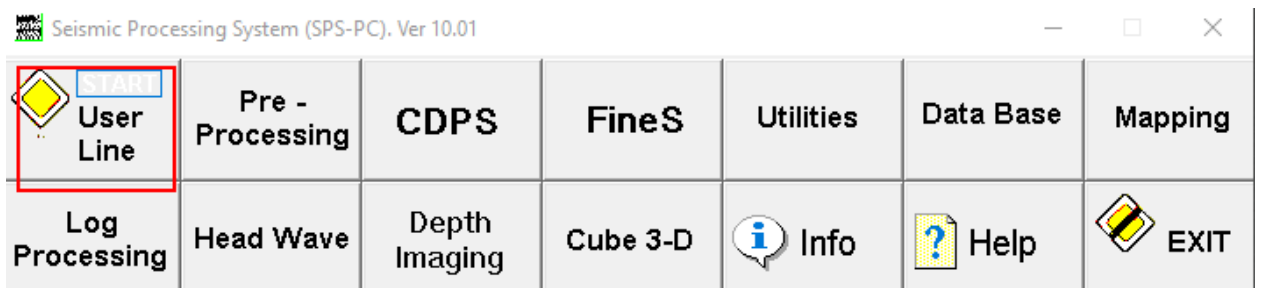 Seismic Processing System (SPS-PC). Ver 10.01
START
User
Line
Pre -
Processing
CDPS
FineS
Utilities
Data Base
Mapping
Log
Processing
Head Wave
Depth
Imaging
Cube 3-D
Info
Help
EXIT